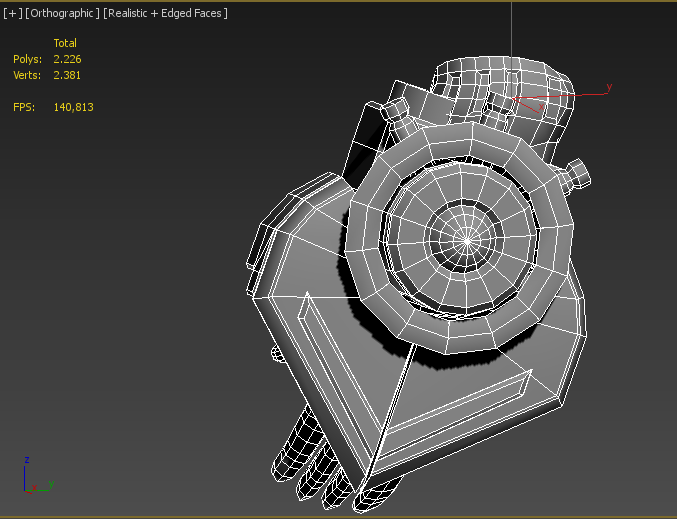 [+][Orthographic][Realistic + Edged Faces]
Total
Polys: 2.226
Verts: 2.381
FPS: 140,813
y
x
z
y